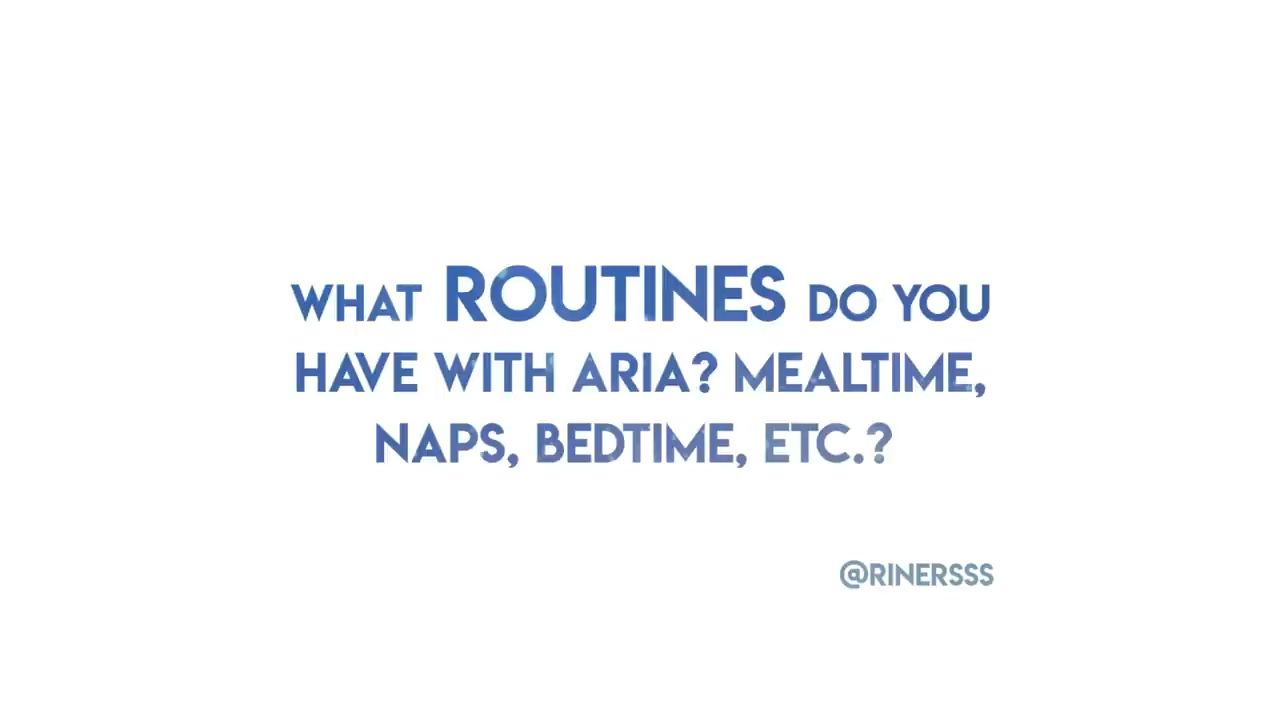 WHAT ROUTINES DO YOU
HAVE WITH ARIA? MEALTIME,
NAPS, BEDTIME, ETC.?
@RINERSSS